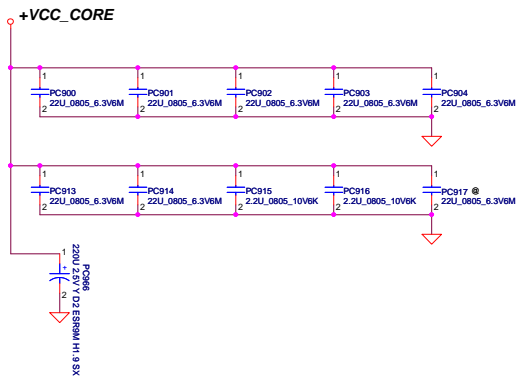 +VCC_CORE
1 1 1 1 1
PC900 PC901 PC902 PC903 PC904
22U_0805_6.3V6M 22U_0805_6.3V6M 22U_0805_6.3V6M 22U_0805_6.3V6M 22U_0805_6.3V6M
2 2 2 2 2
1 1 1 1 1
PC913 PC914 PC915 PC916 PC917 @
22U_0805_6.3V6M 22U_0805_6.3V6M 2.2U_0805_10V6K 2.2U_0805_10V6K 22U_0805_6.3V6M
2 2 2 2 2
1
+
2
PC966
220U 2.5V Y D2 ESR9M H1.9 SX